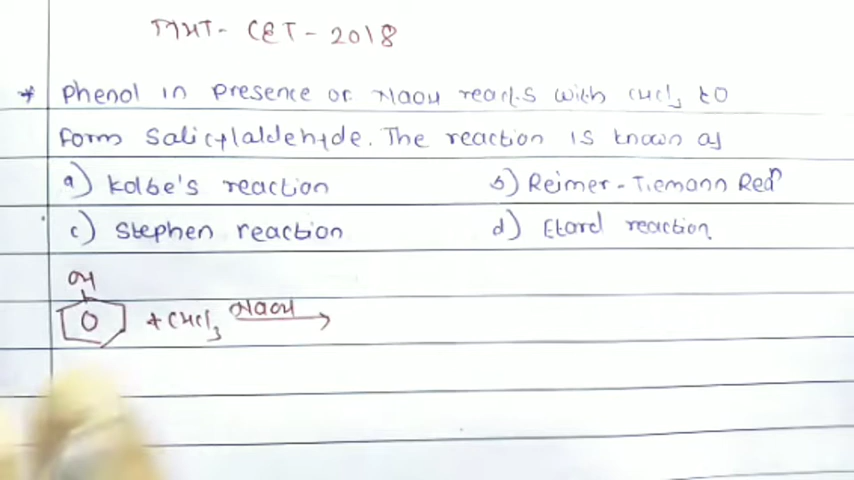 MHT- CET - 2018
* Phenol in presence of NaOH reacts with CHCl3 to
form salicylaldehyde. The reaction is known as
a) Kolbe's reaction b) Reimer-Tiemann Rean
c) Stephen reaction d) Etard reaction
OH
+ CHCl3 NaOH →